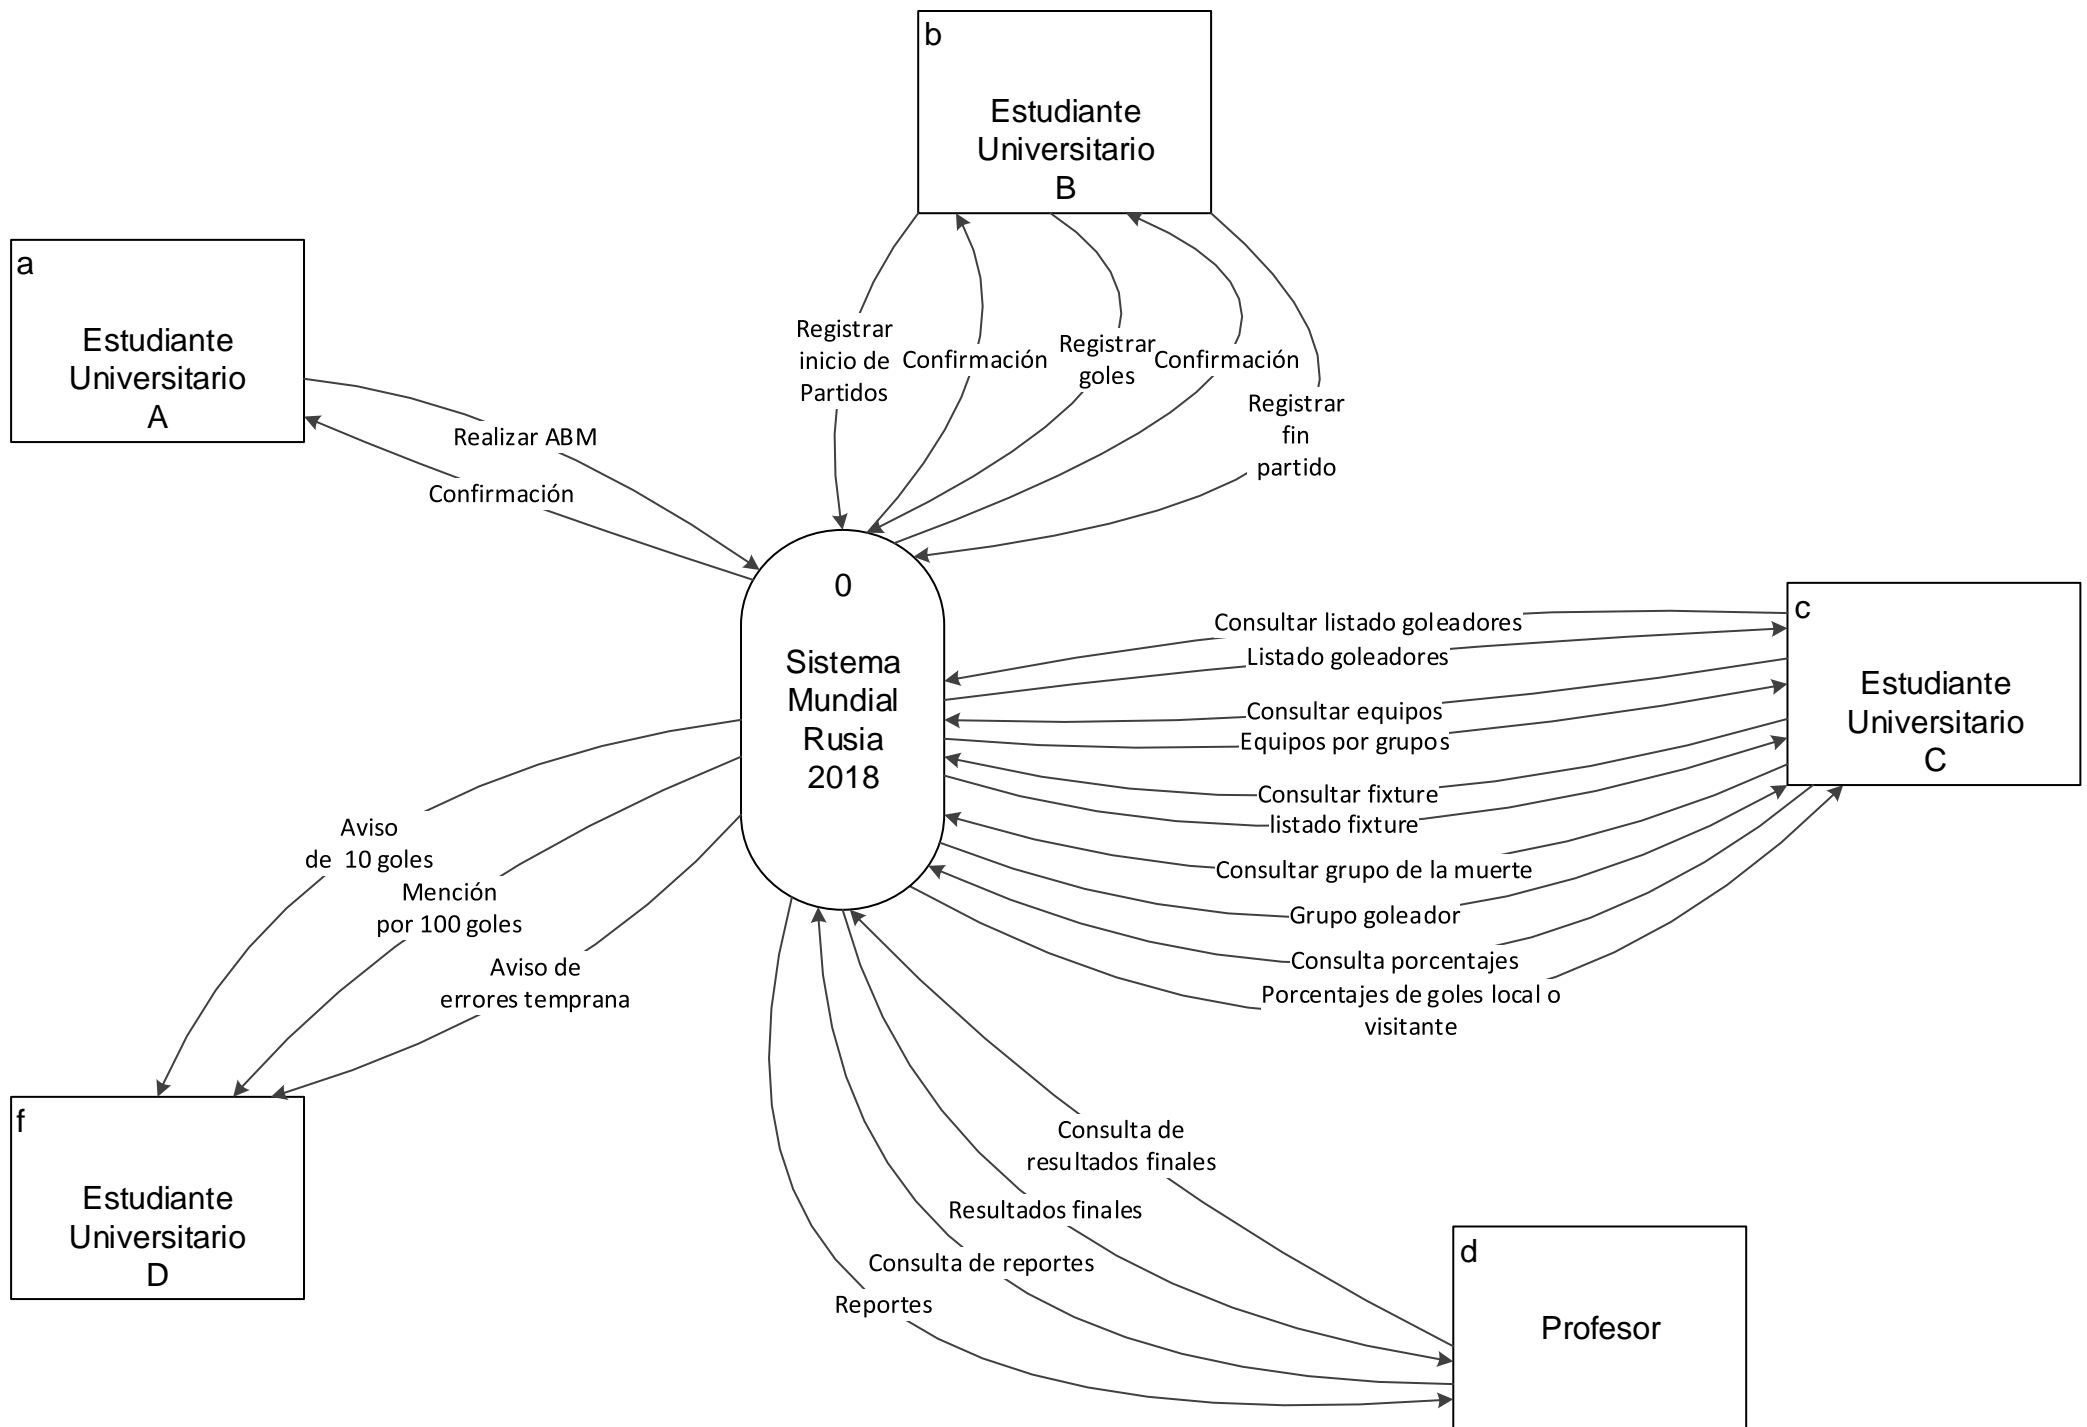 b
Estudiante
Universitario
B
a
Estudiante
Universitario
A
Registrar
inicio de
Partidos
Confirmación
Registrar
goles
Confirmación
Registrar
fin
partido
Realizar ABM
Confirmación
0
Sistema
Mundial
Rusia
2018
c
Estudiante
Universitario
C
Consultar listado goleadores
Listado goleadores
Consultar equipos
Equipos por grupos
Consultar fixture
listado fixture
Consultar grupo de la muerte
Grupo goleador
Consulta porcentajes
Porcentajes de goles local o
visitante
Aviso
de 10 goles
Mención
por 100 goles
Aviso de
errores temprana
f
Estudiante
Universitario
D
Consulta de
resultados finales
Resultados finales
Consulta de reportes
Reportes
d
Profesor